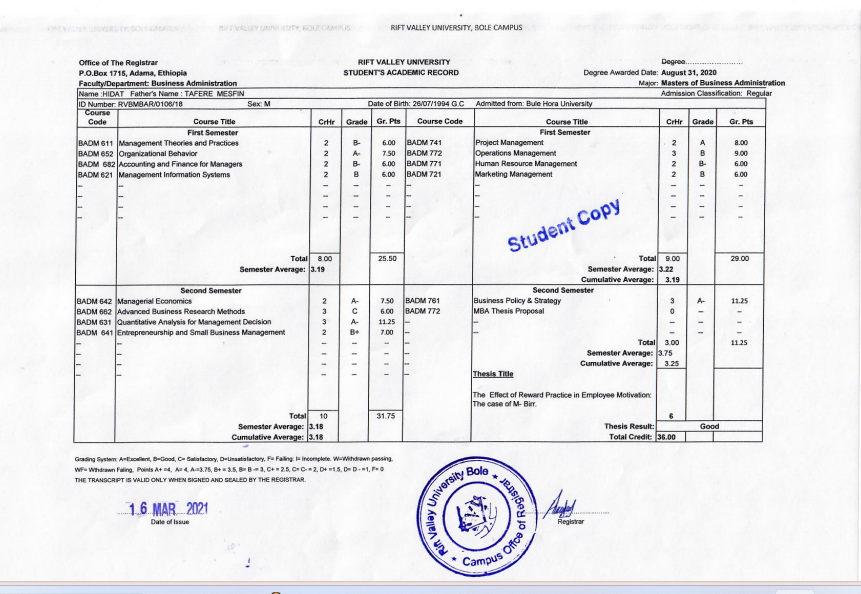 RIFT VALLEY UNIVERSITY, BOLE CAMPUS
Office of The Registrar RIFT VALLEY UNIVERSITY Degree
P.O.Box 1715, Adama, Ethiopia STUDENT'S ACADEMIC RECORD Degree Awarded Date: August 31, 2020
Faculty/Department: Business Administration Major: Masters of Business Administration
Name :HIDAT Father's Name : TAFERE MESFIN Admission Classification: Regular
ID Number: RVBMBAR/0106/18 Sex: M Date of Birth: 26/07/1994 G.C Admitted from: Bule Hora University
Course Code Course Title CrHr Grade Gr. Pts Course Code Course Title CrHr Grade Gr. Pts
First Semester First Semester
BADM 611 Management Theories and Practices 2 B- 6.00 BADM 741 Project Management 2 A 8.00
BADM 652 Organizational Behavior 2 A- 7.50 BADM 772 Operations Management 3 B 9.00
BADM 682 Accounting and Finance for Managers 2 B- 6.00 BADM 771 Human Resource Management 2 B- 6.00
BADM 621 Management Information Systems 2 B 6.00 BADM 721 Marketing Management 2 B 6.00
Student Copy
Total 8.00 25.50 Total 9.00 29.00
Semester Average: 3.19 Semester Average: 3.22
Cumulative Average: 3.19
Second Semester Second Semester
BADM 642 Managerial Economics 2 A- 7.50 BADM 761 Business Policy & Strategy 3 A- 11.25
BADM 662 Advanced Business Research Methods 3 C 6.00 BADM 772 MBA Thesis Proposal 0 --
BADM 631 Quantitative Analysis for Management Decision 3 A- 11.25
BADM 641 Entrepreneurship and Small Business Management 2 B+ 7.00
Total 3.00 11.25
Semester Average: 3.75
Cumulative Average: 3.25
Thesis Title
The Effect of Reward Practice in Employee Motivation:
The case of M- Birr.
Total 10 31.75 6
Semester Average: 3.18 Thesis Result: Good
Cumulative Average: 3.18 Total Credit: 36.00
Grading System: A=Excellent, B=Good, C= Satisfactory, D=Unsatisfactory, F= Failing: I= Incomplete. W=Withdrawn passing,
WF= Withdrawn Failing, Points A+ =4, A= 4, A-=3.75, B+ = 3.5, B= B -= 3, C+ = 2.5, C= C- = 2, D+ =1.5, D= D - =1, F= 0
THE TRANSCRIPT IS VALID ONLY WHEN SIGNED AND SEALED BY THE REGISTRAR.
16 MAR 2021
Date of Issue
Rift Valley University Bole Campus Office of Registrar
Registrar